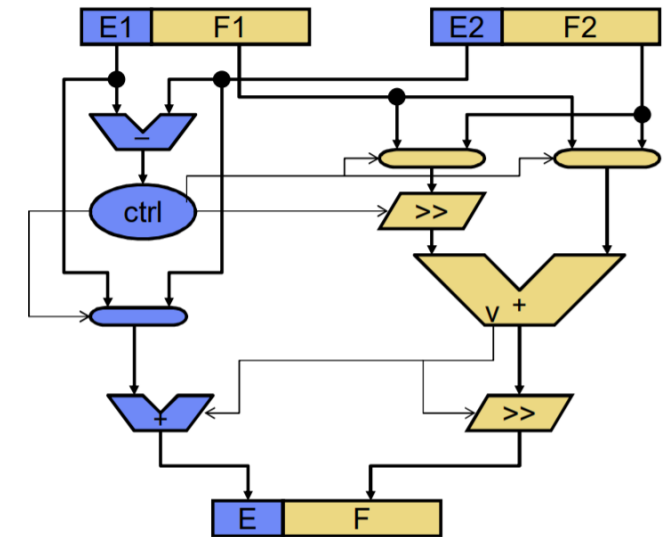 E1 F1 E2 F2
–
ctrl
>>
v +
+
>>
E F